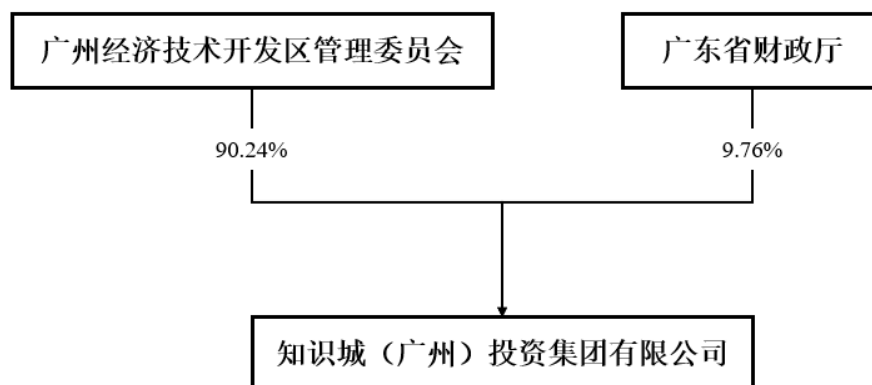 广州经济技术开发区管理委员会
广东省财政厅
90.24%
9.76%
知识城（广州）投资集团有限公司